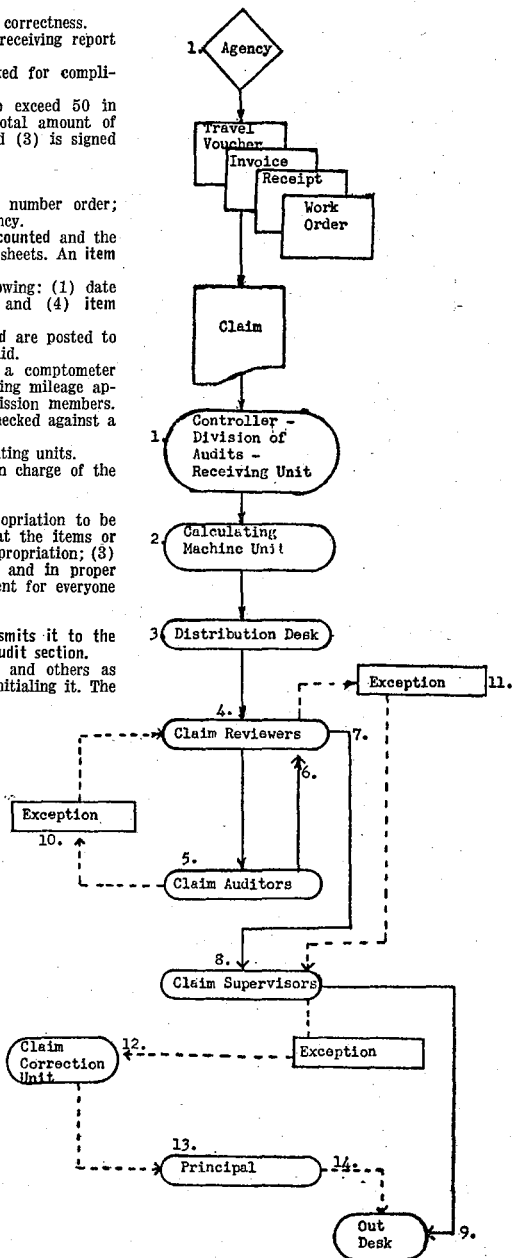 correctness.
receiving report
ted for compli-
exceed 50 in
otal amount of
d (3) is signed
number order;
ncy.
counted and the
sheets. An item
owing: (1) date
and (4) item
d are posted to
aid.
a comptometer
ing mileage ap-
ission members.
hecked against a
ting units.
n charge of the
opriation to be
at the items or
propriation; (3)
and in proper
ent for everyone
smits it to the
udit section.
and others as
nitialing it. The
1. Agency
Travel
Voucher
Invoice
Receipt
Work
Order
Claim
1. Controller -
Division of
Audits -
Receiving Unit
2. Calculating
Machine Unit
3. Distribution Desk
Exception 11.
4.
Claim Reviewers 7.
6.
Exception
10.
5.
Claim Auditors
8.
Claim Supervisors
12.
Claim
Correction
Unit
Exception
13.
Principal 14.
Out
Desk
9.